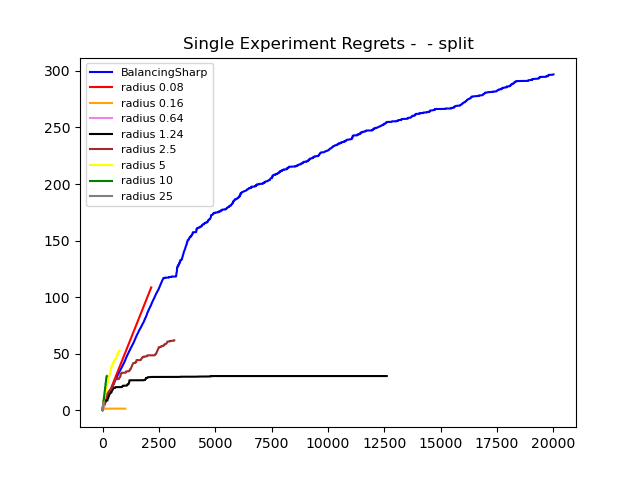 Single Experiment Regrets -  - split
300
250
200
150
100
50
0
BalancingSharp
radius 0.08
radius 0.16
radius 0.64
radius 1.24
radius 2.5
radius 5
radius 10
radius 25
0 2500 5000 7500 10000 12500 15000 17500 20000